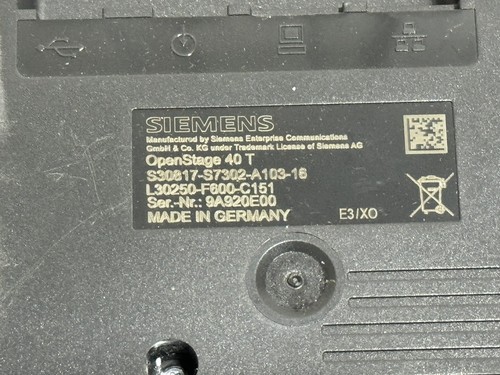 SIEMENS
Manufactured by Siemens Enterprise Communications
GmbH & Co. KG under Trademark License of Siemens AG
OpenStage 40 T
S30817-S7302-A103-16
L30250-F600-C151
Ser.-Nr.: 9A920E00
MADE IN GERMANY
E3/XO